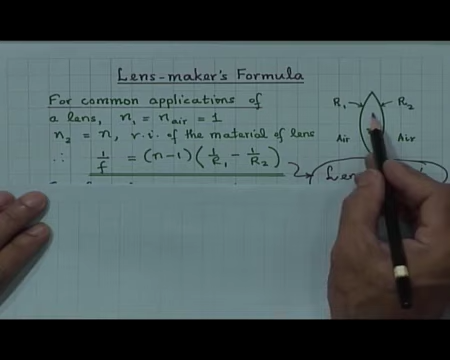 Lens-maker's Formula
For common applications of
a lens, n₁ = n air = 1
n₂ = n, r.i. of the material of lens
∴ 1/f = (n-1) (1/R₁ - 1/R₂)
R₁ R₂
Air Air